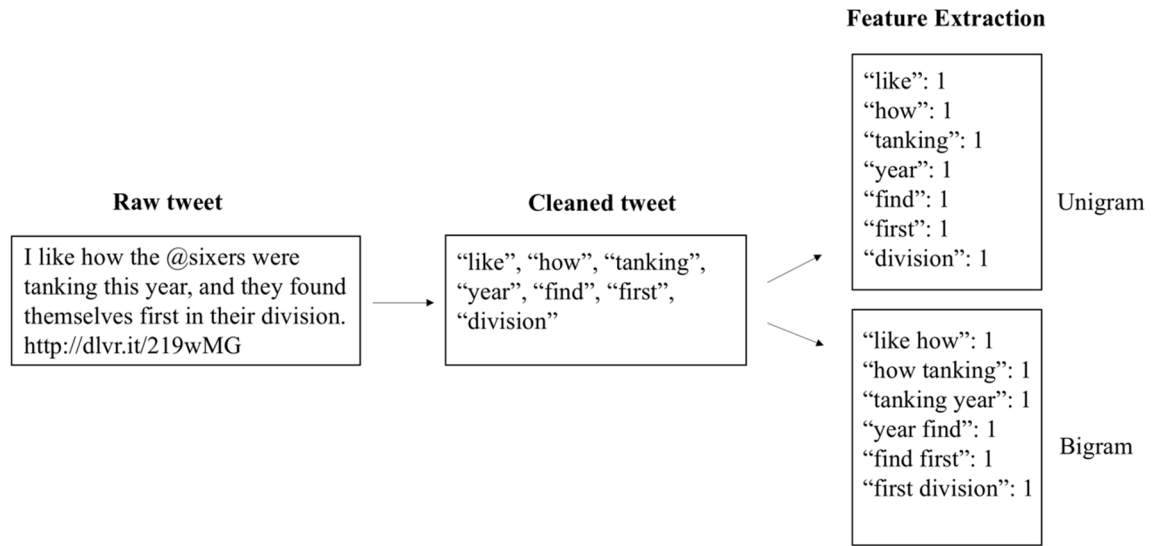 Raw tweet
I like how the @sixers were
tanking this year, and they found
themselves first in their division.
http://dlvr.it/219wMG
Cleaned tweet
“like”, “how”, “tanking”,
“year”, “find”, “first”,
“division”
Feature Extraction
“like”: 1
“how”: 1
“tanking”: 1
“year”: 1
“find”: 1
“first”: 1
“division”: 1
Unigram
“like how”: 1
“how tanking”: 1
“tanking year”: 1
“year find”: 1
“find first”: 1
“first division”: 1
Bigram